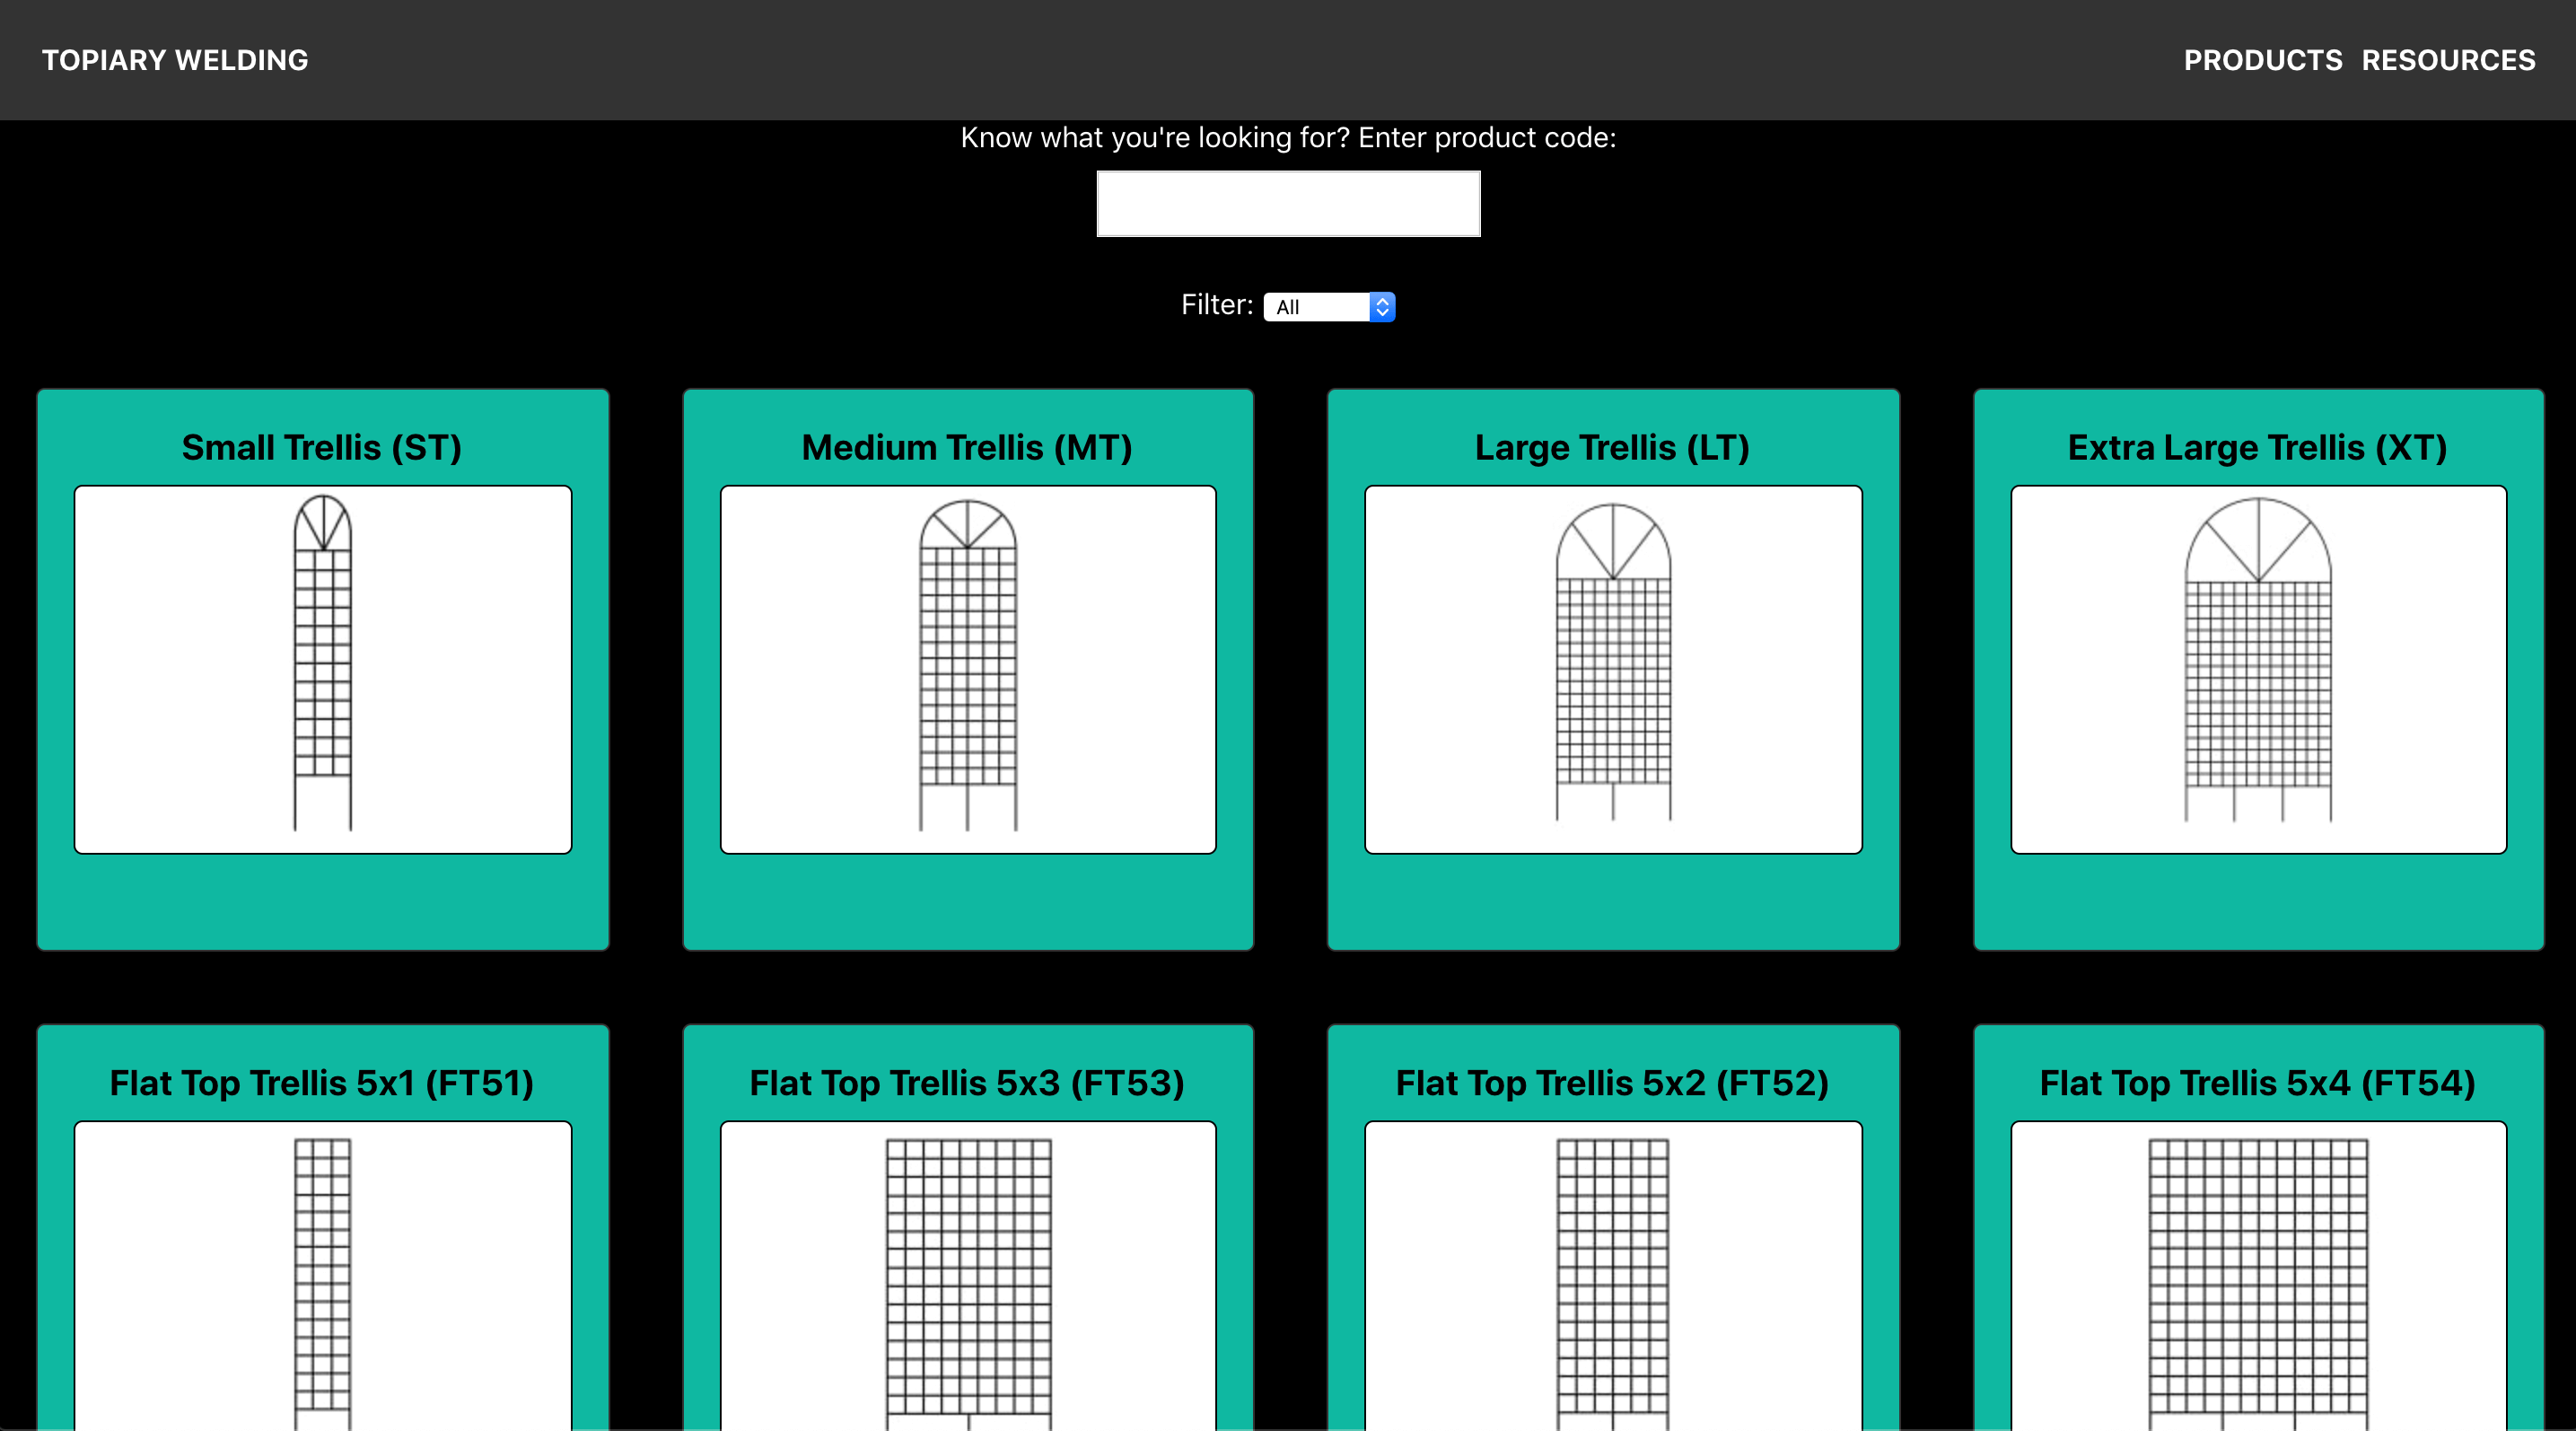 TOPIARY WELDING
PRODUCTS RESOURCES
Know what you're looking for? Enter product code:
Filter: All
Small Trellis (ST)
Medium Trellis (MT)
Large Trellis (LT)
Extra Large Trellis (XT)
Flat Top Trellis 5x1 (FT51)
Flat Top Trellis 5x3 (FT53)
Flat Top Trellis 5x2 (FT52)
Flat Top Trellis 5x4 (FT54)